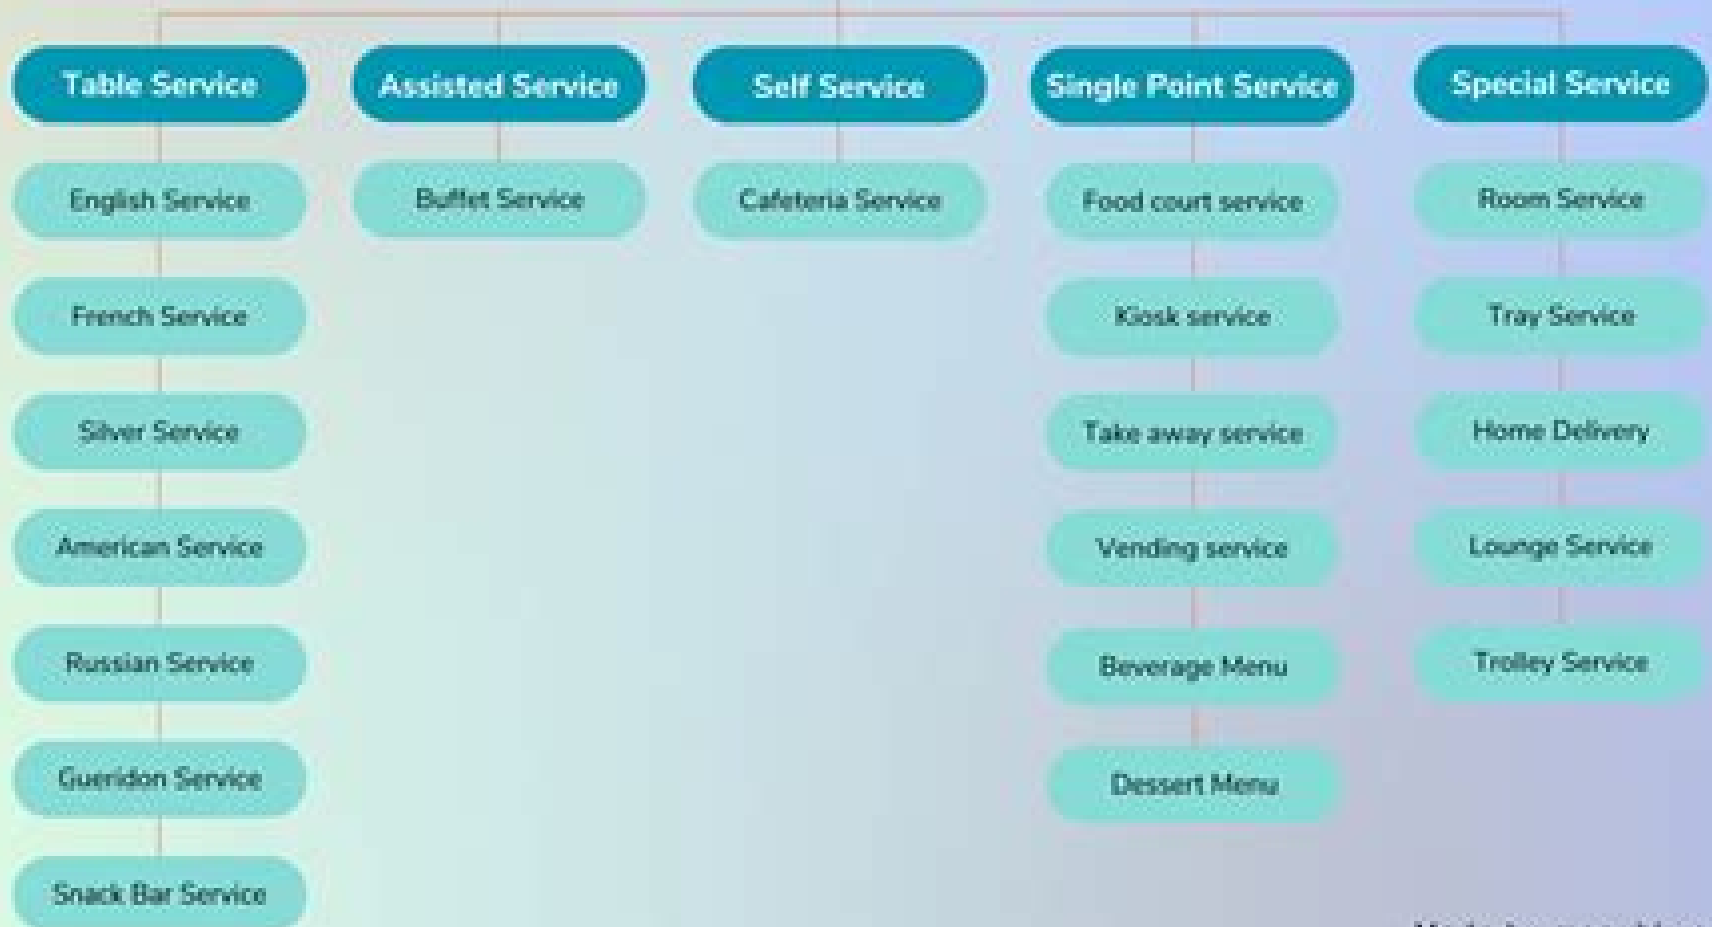 Table Service
Assisted Service
Self Service
Single Point Service
Special Service
English Service
Buffet Service
Cafeteria Service
Food court service
Room Service
French Service
Kiosk service
Tray Service
Silver Service
Take away service
Home Delivery
American Service
Vending service
Lounge Service
Russian Service
Beverage Menu
Trolley Service
Gueridon Service
Dessert Menu
Snack Bar Service